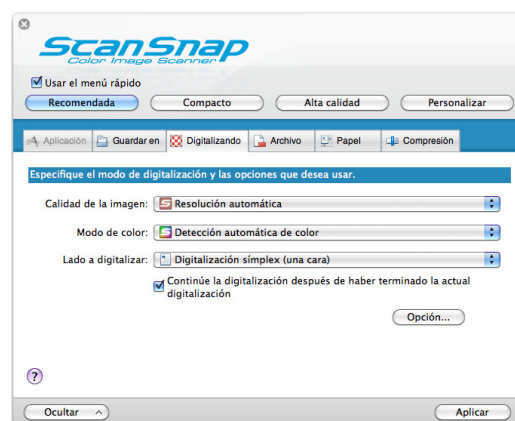 ScanSnap
Color Image Scanner
Usar el menú rápido
Recomendada Compacto Alta calidad Personalizar
Aplicación Guardar en Digitalizando Archivo Papel Compresión
Especifique el modo de digitalización y las opciones que desea usar.
Calidad de la imagen: Resolución automática
Modo de color: Detección automática de color
Lado a digitalizar: Digitalización símplex (una cara)
Continúe la digitalización después de haber terminado la actual
digitalización
Opción...
?
Ocultar Aplicar